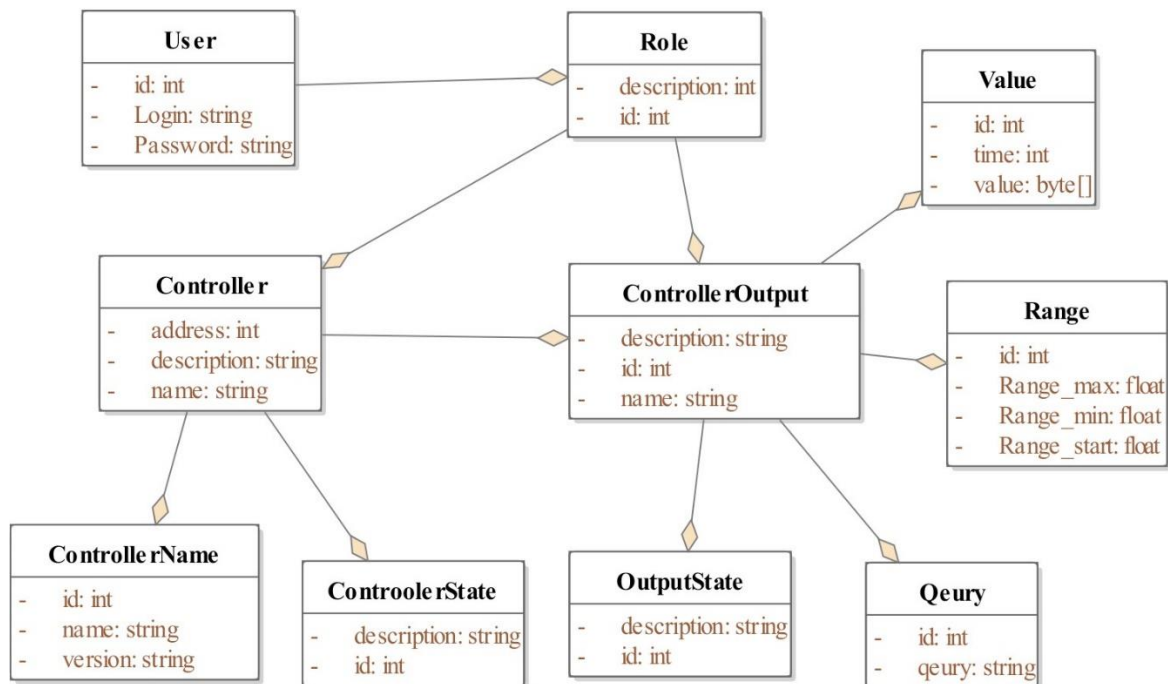 User
- id: int
- Login: string
- Password: string
Role
- description: int
- id: int
Value
- id: int
- time: int
- value: byte[]
Controller
- address: int
- description: string
- name: string
ControllerOutput
- description: string
- id: int
- name: string
Range
- id: int
- Range_max: float
- Range_min: float
- Range_start: float
ControllerName
- id: int
- name: string
- version: string
ControolerState
- description: string
- id: int
OutputState
- description: string
- id: int
Qeury
- id: int
- qeury: string